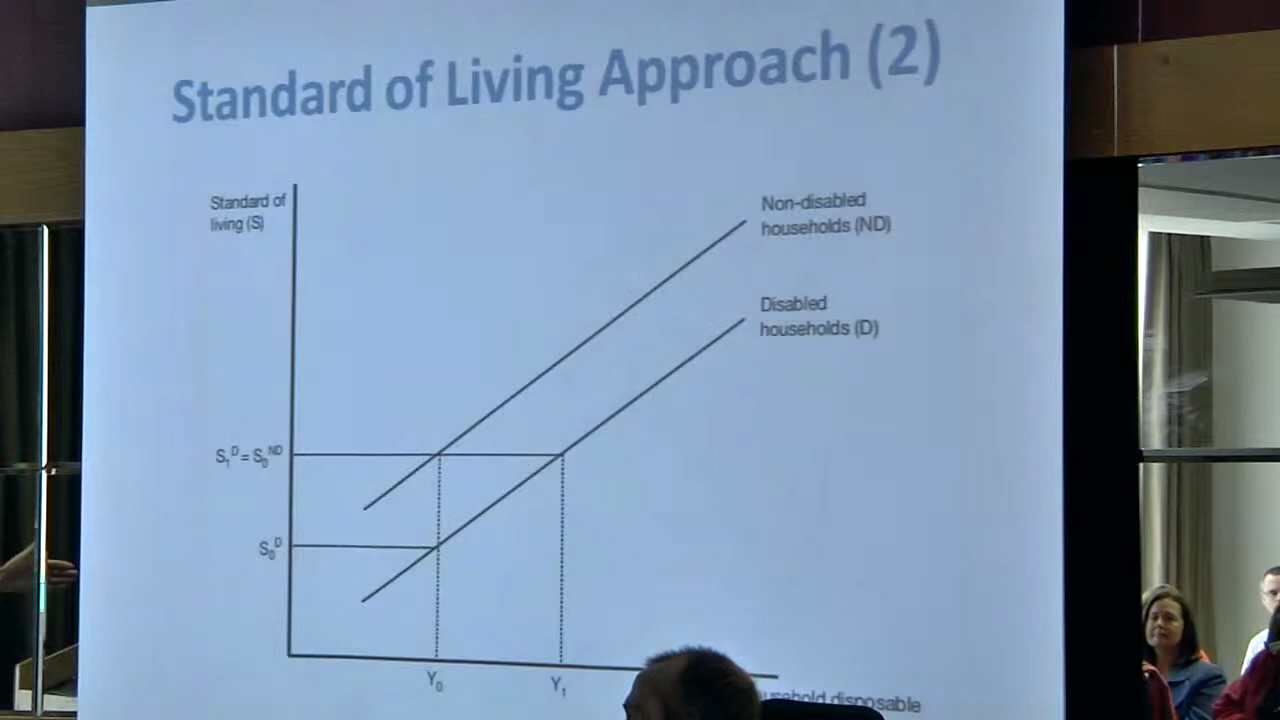 Standard of Living Approach (2)
Standard of
living (S)
Non-disabled
households (ND)
Disabled
households (D)
S₁ᴰ = S₀ᴺᴰ
S₀ᴰ
Y₀
Y₁
disposable